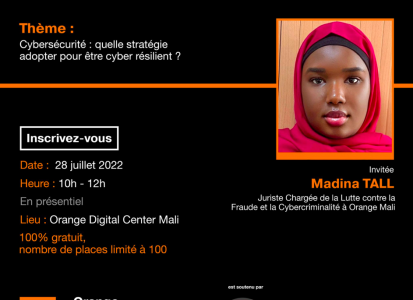 Thème :
Cybersécurité : quelle stratégie
adopter pour être cyber résilient ?
Inscrivez-vous
Date : 28 juillet 2022
Heure : 10h - 12h
En présentiel
Lieu : Orange Digital Center Mali
100% gratuit,
nombre de places limité à 100
Invitée
Madina TALL
Juriste Chargée de la Lutte contre la
Fraude et la Cybercriminalité à Orange Mali
est soutenu par
Orange